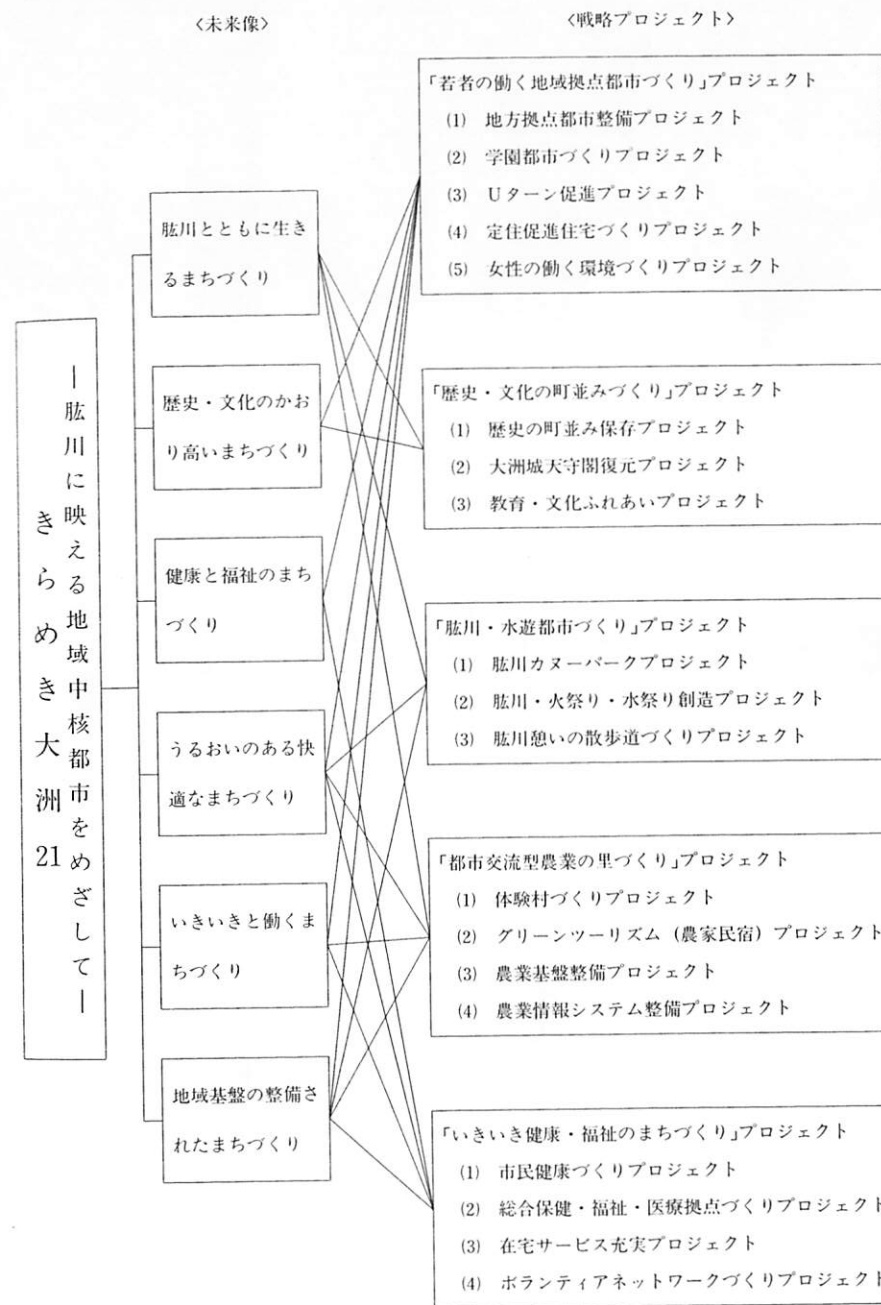 〈未来像〉
〈戦略プロジェクト〉
―肱川に映える地域中核都市をめざして―
きらめき大洲21
肱川とともに生き
るまちづくり
歴史・文化のかお
り高いまちづくり
健康と福祉のまち
づくり
うるおいのある快
適なまちづくり
いきいきと働くま
ちづくり
地域基盤の整備さ
れたまちづくり
「若者の働く地域拠点都市づくり」プロジェクト
(1) 地方拠点都市整備プロジェクト
(2) 学園都市づくりプロジェクト
(3) Uターン促進プロジェクト
(4) 定住促進住宅づくりプロジェクト
(5) 女性の働く環境づくりプロジェクト
「歴史・文化の町並みづくり」プロジェクト
(1) 歴史の町並み保存プロジェクト
(2) 大洲城天守閣復元プロジェクト
(3) 教育・文化ふれあいプロジェクト
「肱川・水遊都市づくり」プロジェクト
(1) 肱川カヌーパークプロジェクト
(2) 肱川・火祭り・水祭り創造プロジェクト
(3) 肱川憩いの散歩道づくりプロジェクト
「都市交流型農業の里づくり」プロジェクト
(1) 体験村づくりプロジェクト
(2) グリーンツーリズム（農家民宿）プロジェクト
(3) 農業基盤整備プロジェクト
(4) 農業情報システム整備プロジェクト
「いきいき健康・福祉のまちづくり」プロジェクト
(1) 市民健康づくりプロジェクト
(2) 総合保健・福祉・医療拠点づくりプロジェクト
(3) 在宅サービス充実プロジェクト
(4) ボランティアネットワークづくりプロジェクト